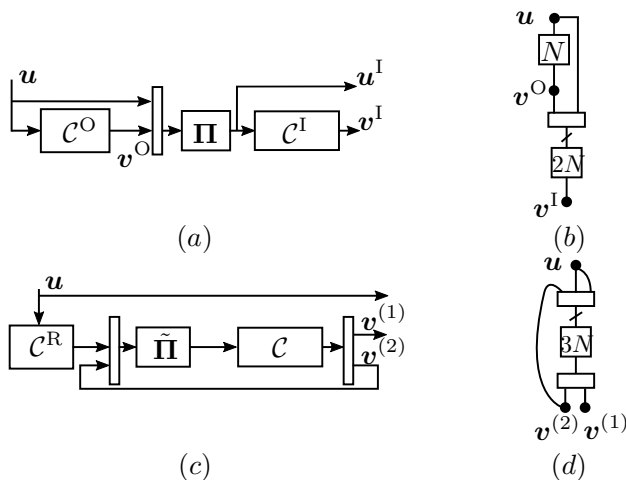 u
u
N
u^I
C^O
Π
C^I
v^I
v^O
v^O
2N
v^I
(a)
(b)
u
u
v^(1)
C^R
Π̃
C
v^(2)
3N
v^(2) v^(1)
(c)
(d)